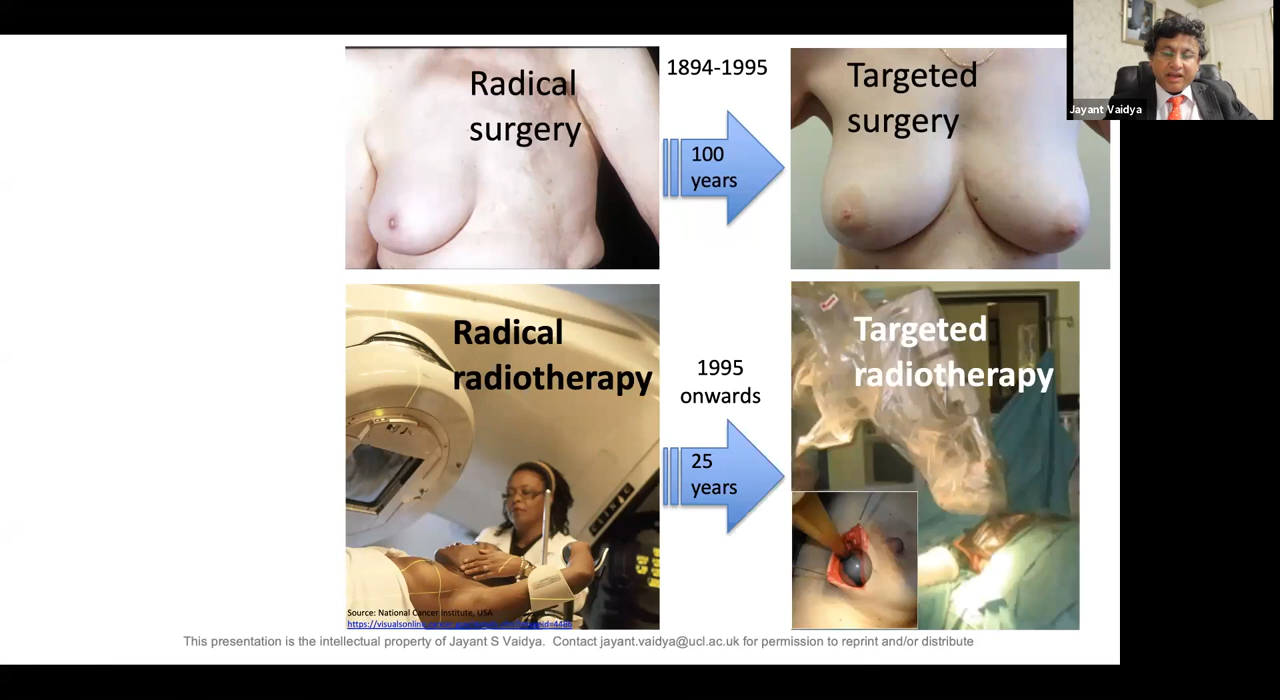 Radical
surgery
1894-1995
100
years
Targeted
surgery
Jayant Vaidya
Radical
radiotherapy
1995
onwards
25
years
Targeted
radiotherapy
Source: National Cancer Institute, USA
https://visualsonline
This presentation is the intellectual property of Jayant S Vaidya. Contact jayant.vaidya@ucl.ac.uk for permission to reprint and/or distribute